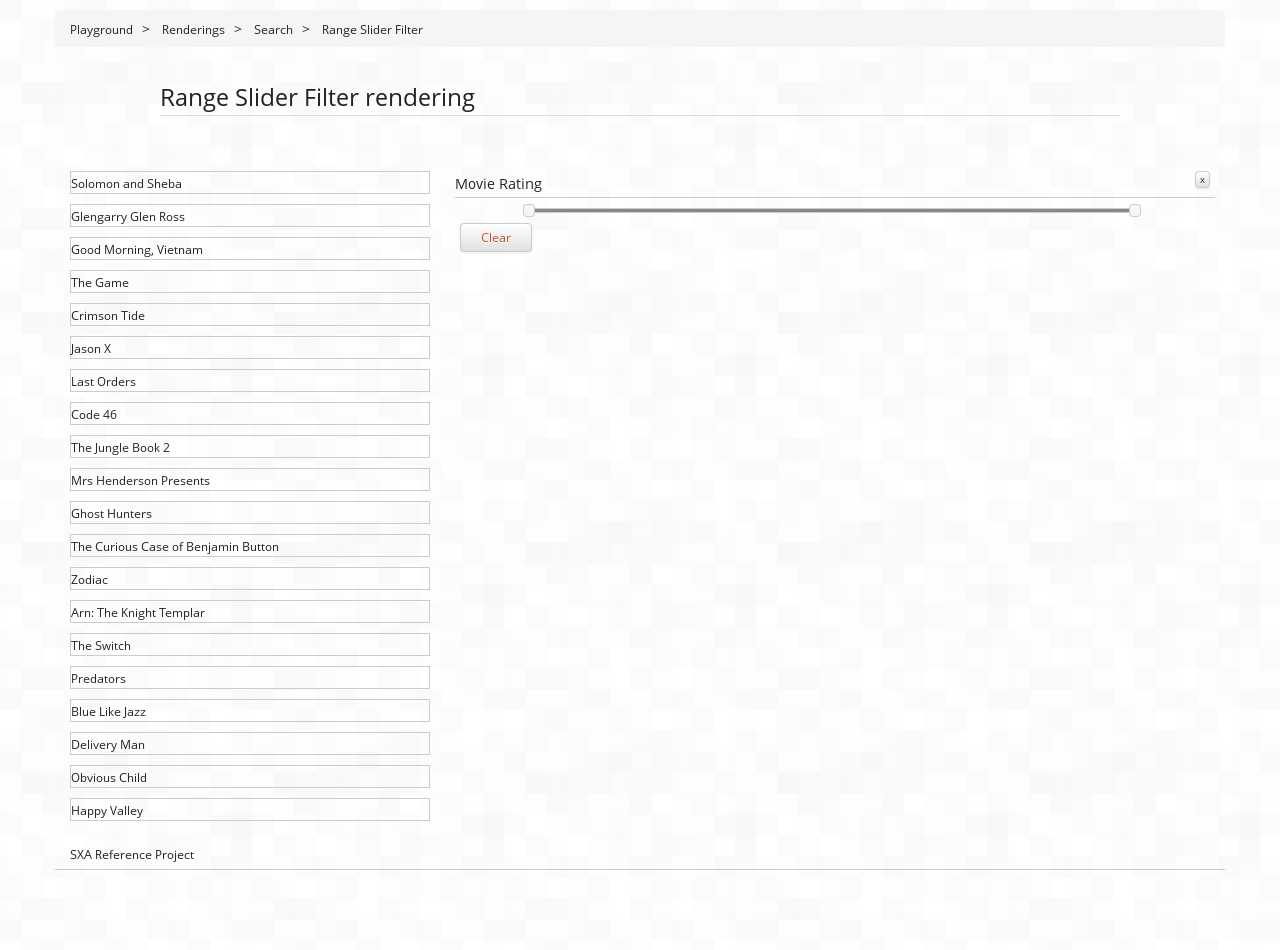 Playground > Renderings > Search > Range Slider Filter
Range Slider Filter rendering
Solomon and Sheba
Glengarry Glen Ross
Good Morning, Vietnam
The Game
Crimson Tide
Jason X
Last Orders
Code 46
The Jungle Book 2
Mrs Henderson Presents
Ghost Hunters
The Curious Case of Benjamin Button
Zodiac
Arn: The Knight Templar
The Switch
Predators
Blue Like Jazz
Delivery Man
Obvious Child
Happy Valley
Movie Rating
x
Clear
SXA Reference Project